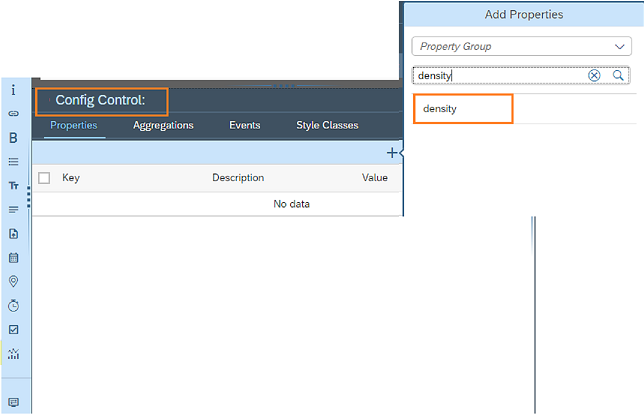 Add Properties
Property Group
density
density
Config Control:
Properties Aggregations Events Style Classes
Key Description Value
No data